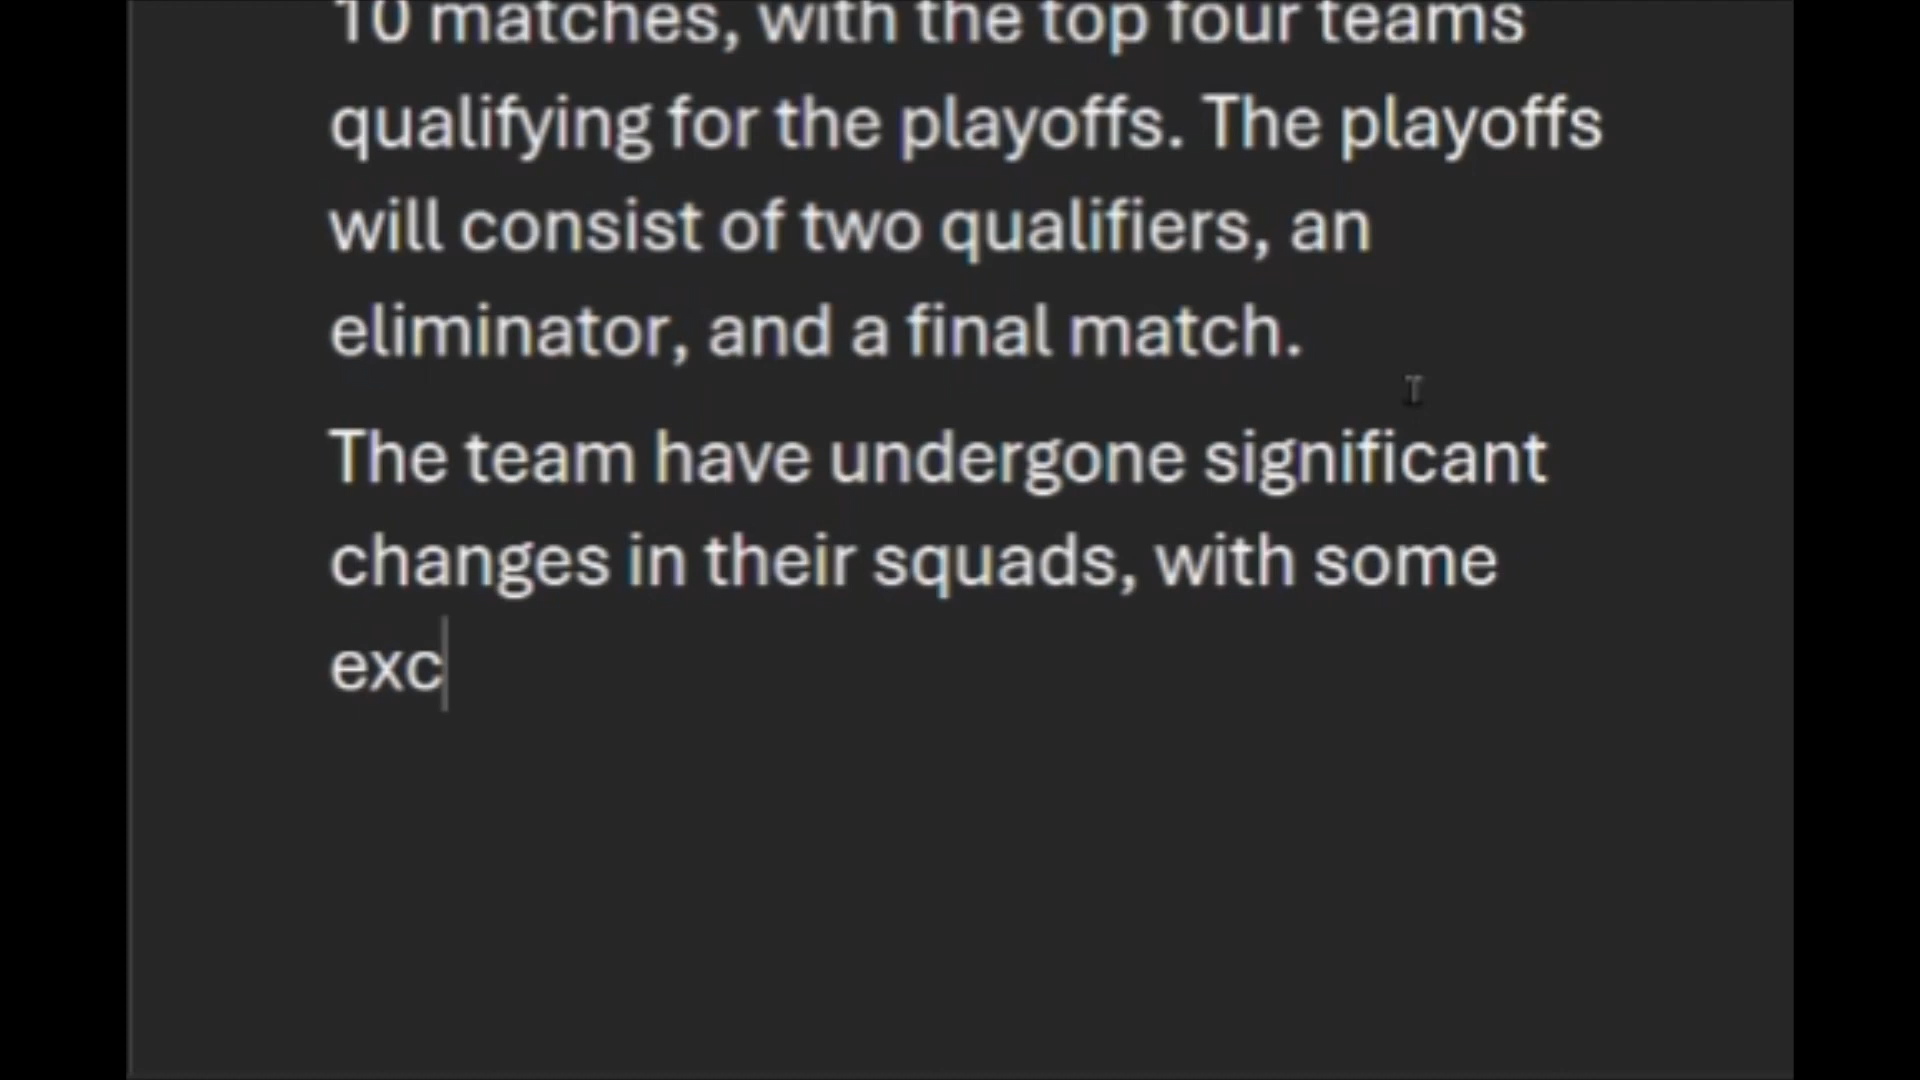 10 matches, with the top four teams
qualifying for the playoffs. The playoffs
will consist of two qualifiers, an
eliminator, and a final match.
The team have undergone significant
changes in their squads, with some
exc